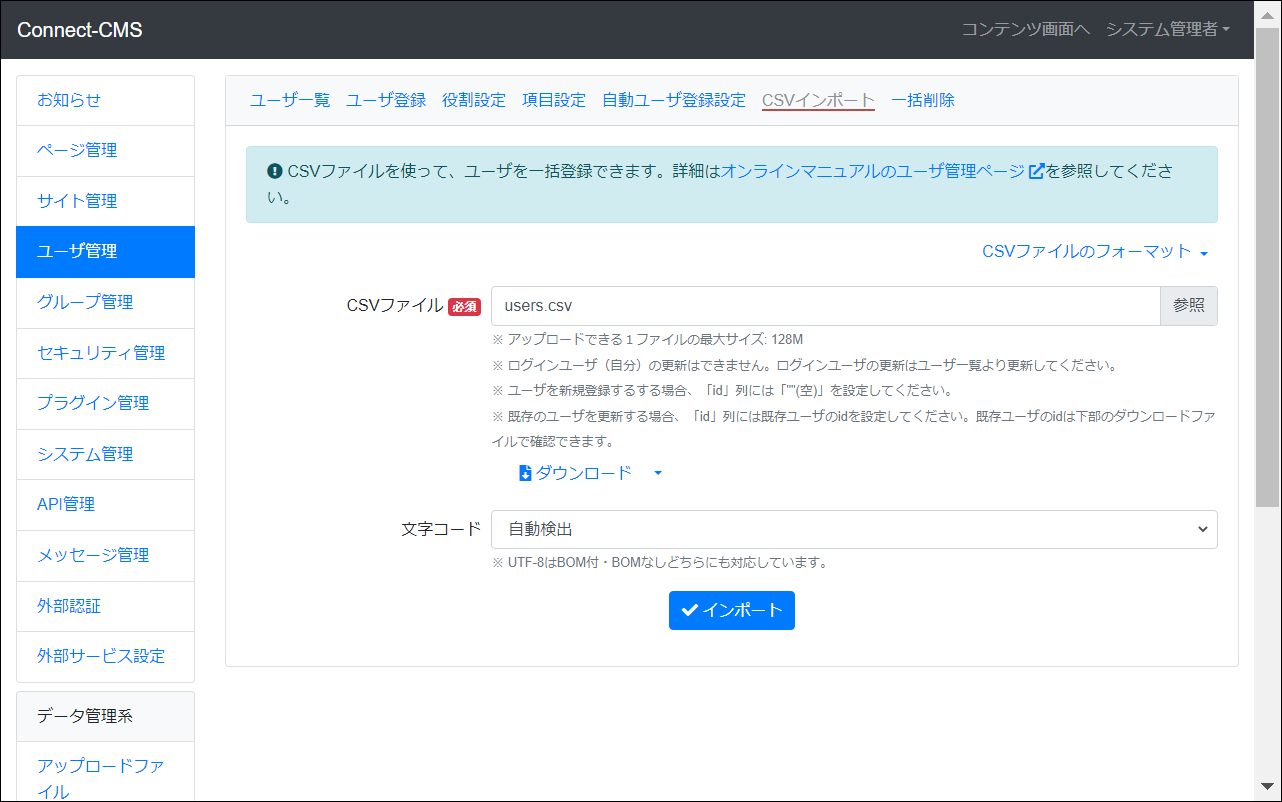 Connect-CMS
コンテンツ画面へ システム管理者
お知らせ
ページ管理
サイト管理
ユーザ管理
グループ管理
セキュリティ管理
プラグイン管理
システム管理
API管理
メッセージ管理
外部認証
外部サービス設定
データ管理系
アップロードファ
イル
ユーザ一覧 ユーザ登録 役割設定 項目設定 自動ユーザ登録設定 CSVインポート 一括削除
CSVファイルを使って、ユーザを一括登録できます。詳細はオンラインマニュアルのユーザ管理ページを参照してくださ
い。
CSVファイルのフォーマット
CSVファイル 必須 users.csv 参照
※ アップロードできる１ファイルの最大サイズ: 128M
※ ログインユーザ（自分）の更新はできません。ログインユーザの更新はユーザ一覧より更新してください。
※ ユーザを新規登録するする場合、「id」列には「""(空)」を設定してください。
※ 既存のユーザを更新する場合、「id」列には既存ユーザのidを設定してください。既存ユーザのidは下部のダウンロードファ
イルで確認できます。
ダウンロード
文字コード 自動検出
※ UTF-8はBOM付・BOMなしどちらにも対応しています。
インポート